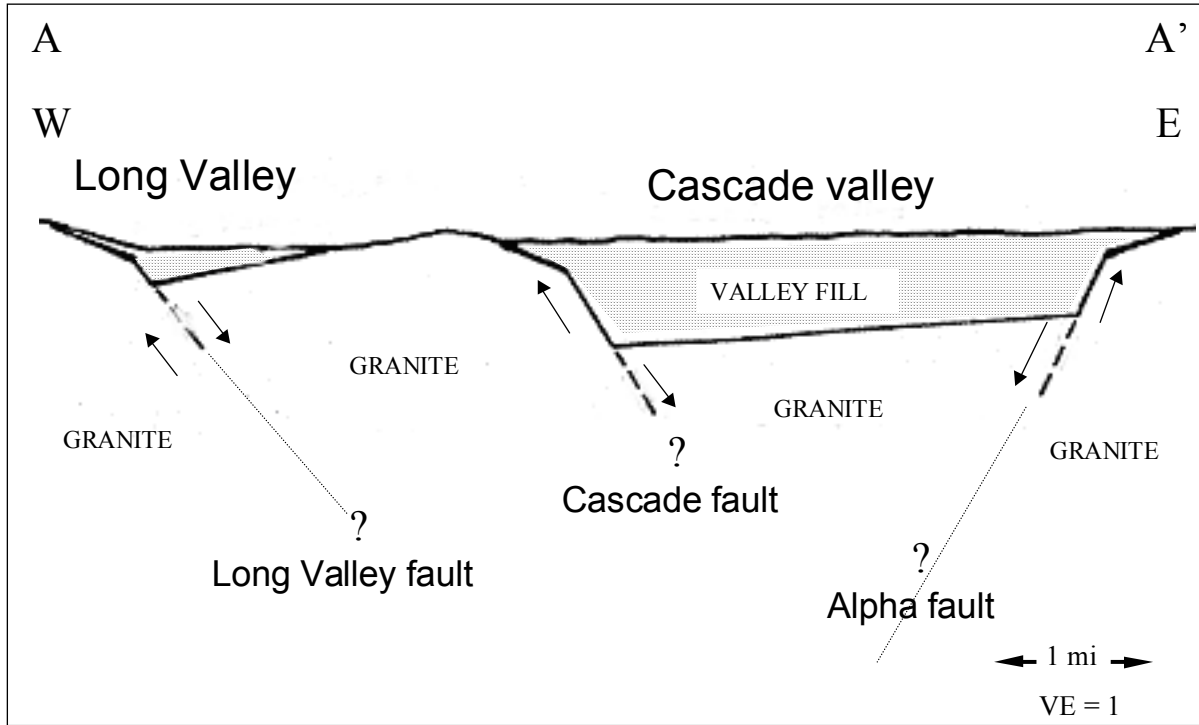 A
A’
W
E
Long Valley
Cascade valley
VALLEY FILL
GRANITE
GRANITE
GRANITE
GRANITE
?
Cascade fault
?
Long Valley fault
?
Alpha fault
1 mi
VE = 1